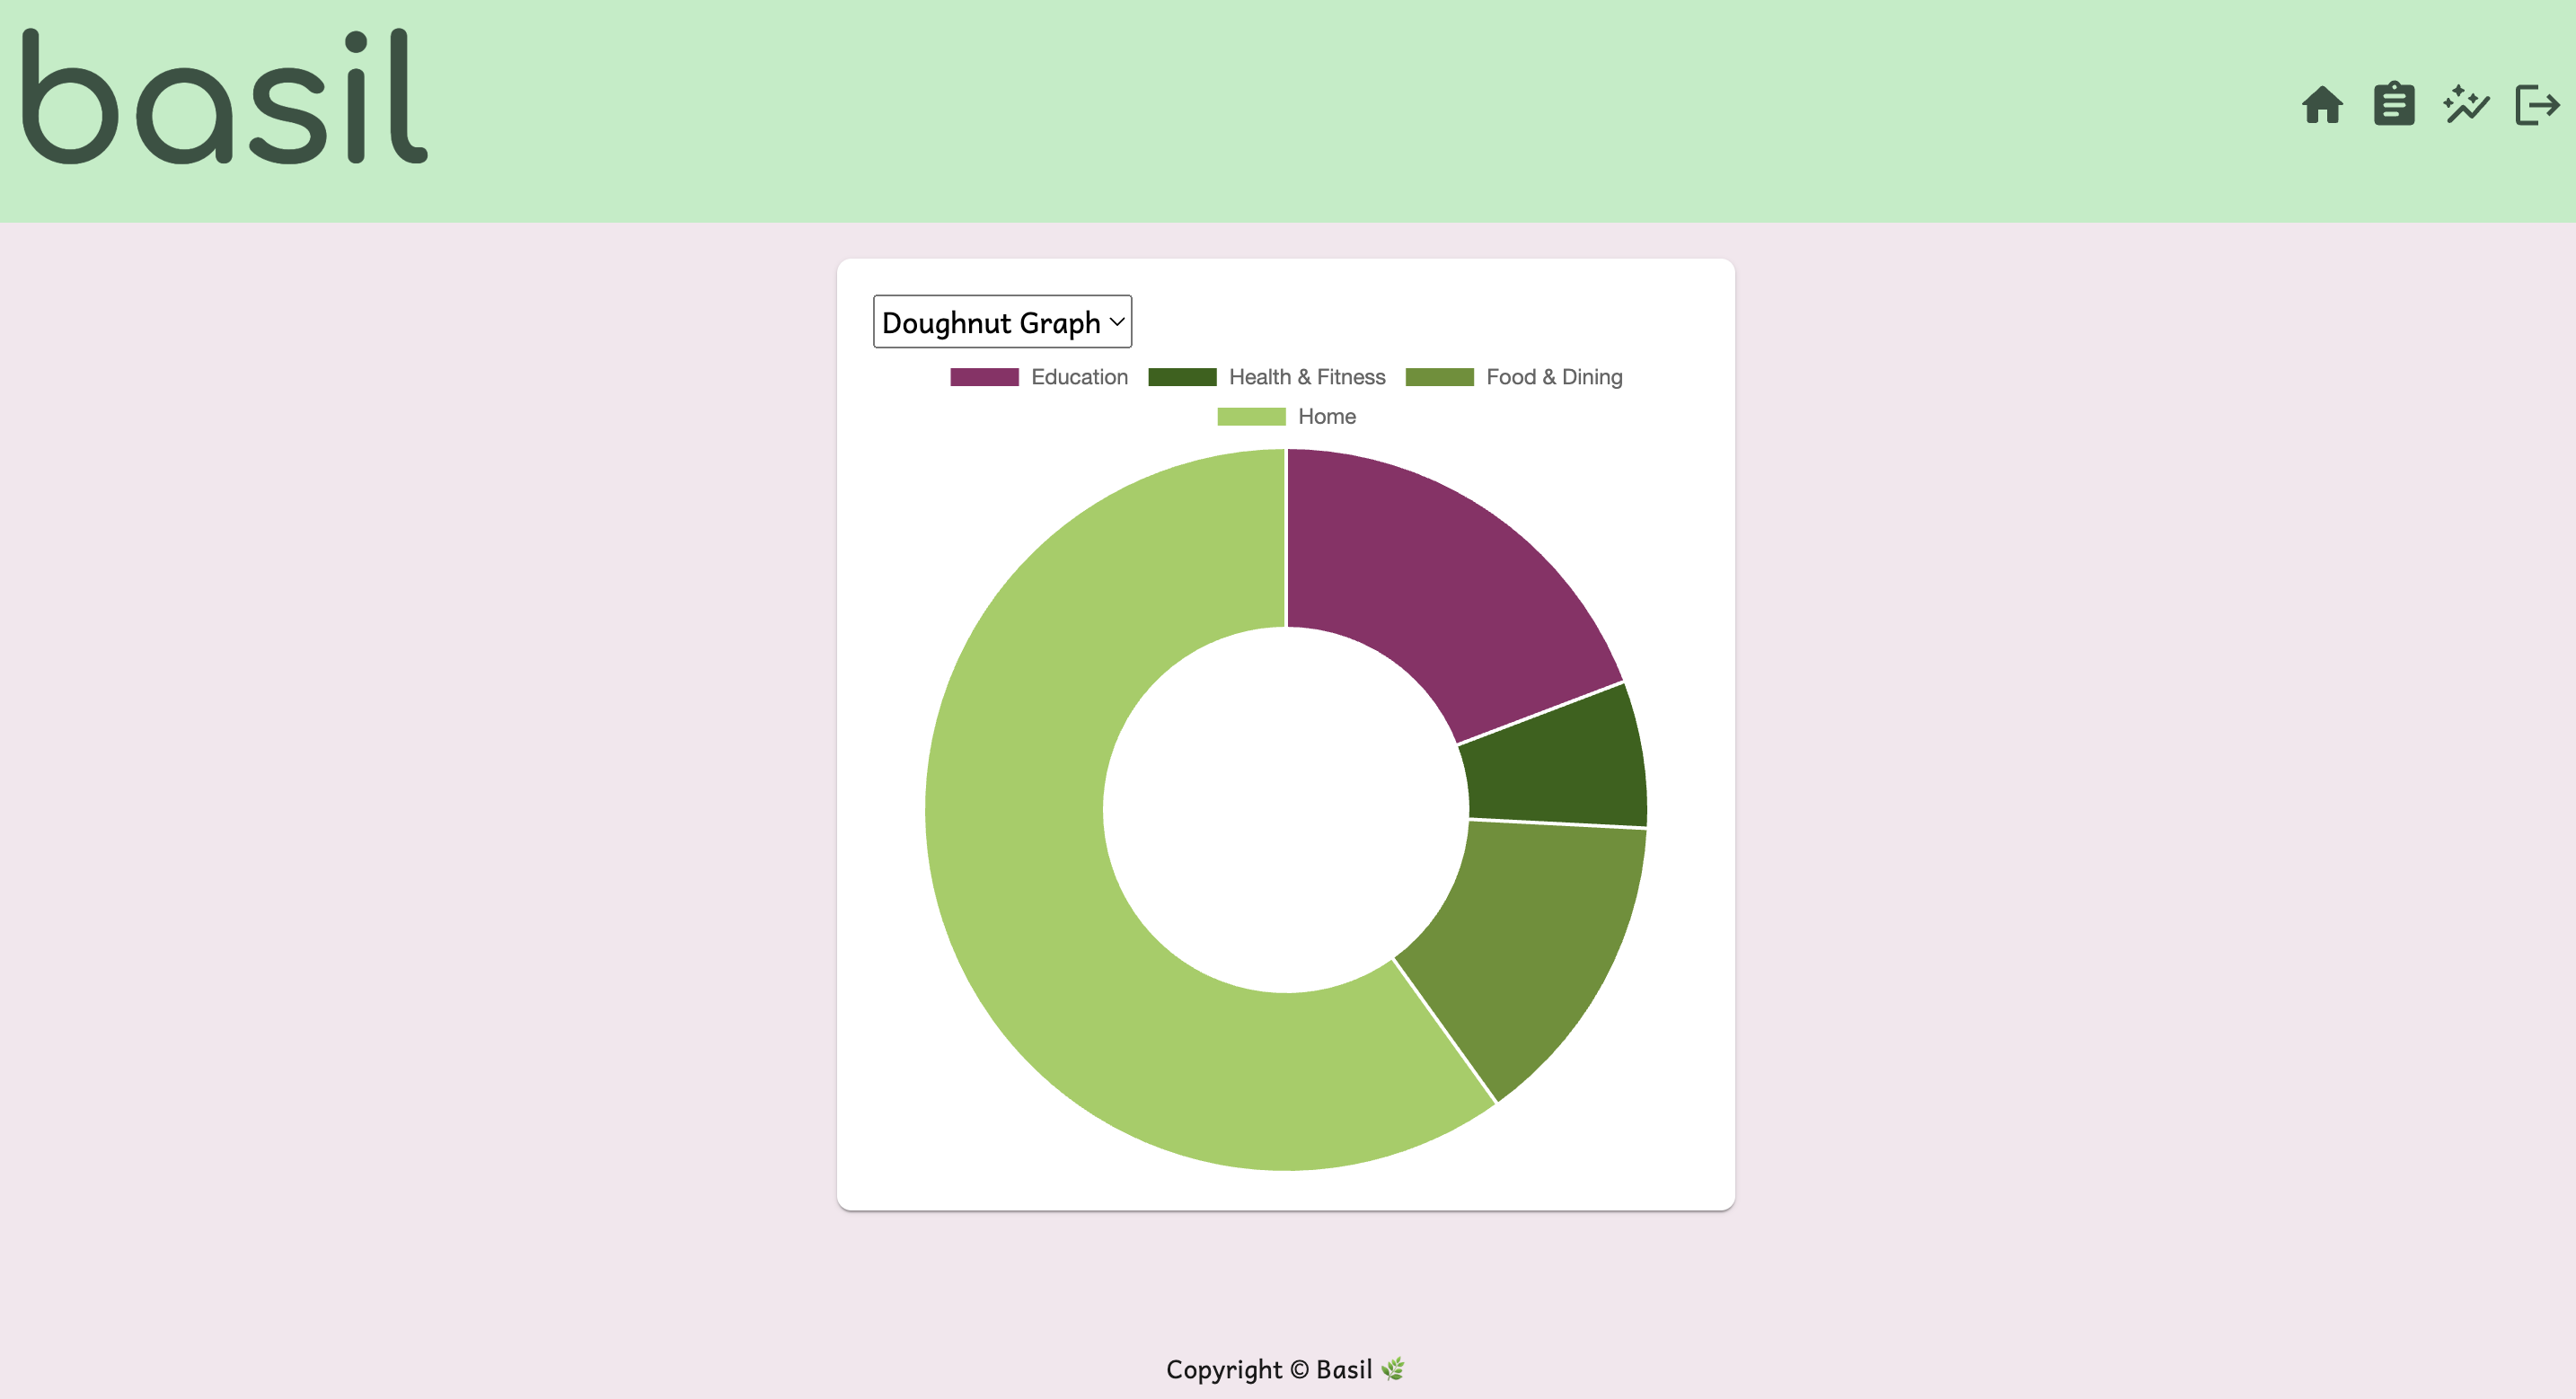 basil
Doughnut Graph
Education Health & Fitness Food & Dining
Home
Copyright © Basil 🌿